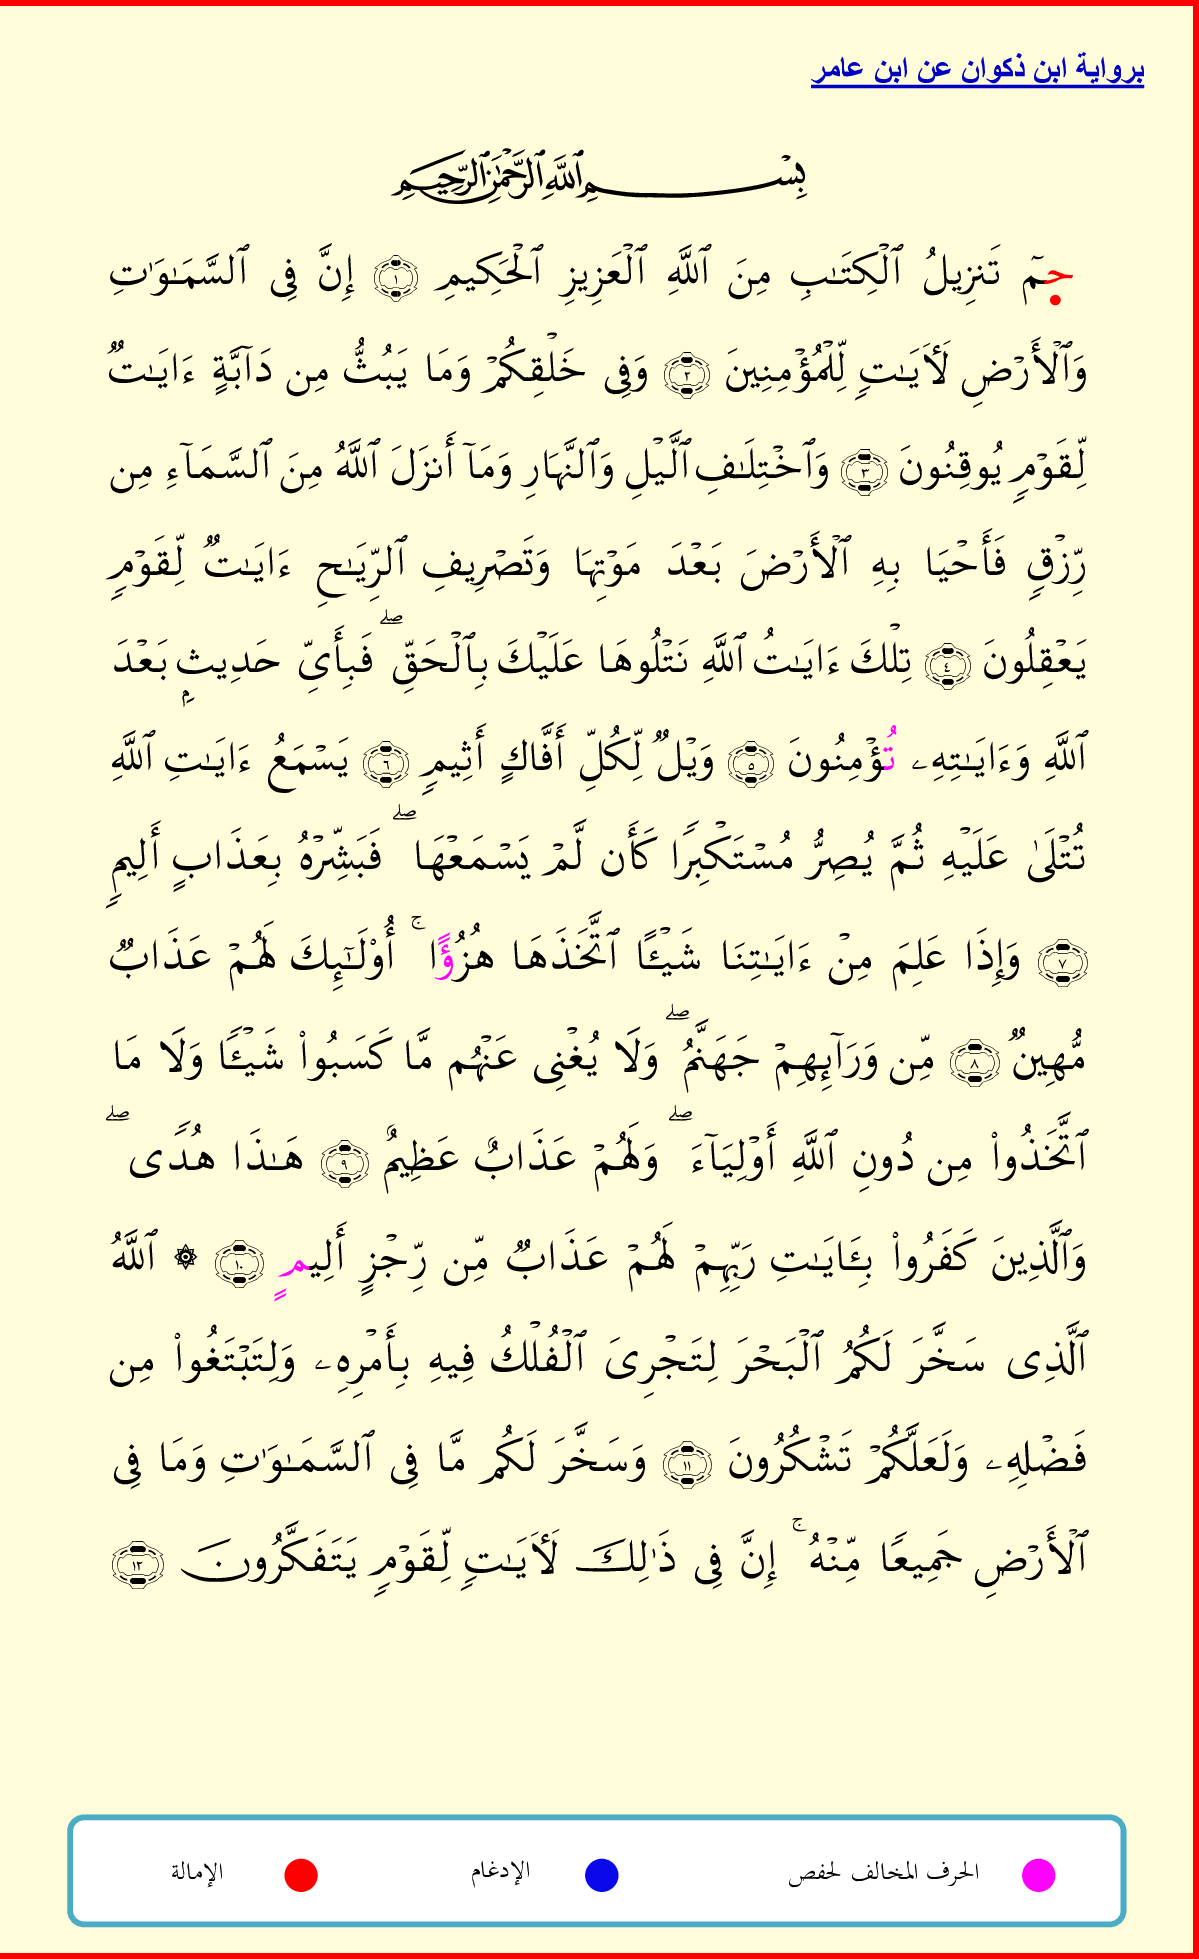 برواية ابن ذكوان عن ابن عامر
بِسْمِ ٱللَّهِ ٱلرَّحْمَٰنِ ٱلرَّحِيمِ
حٓمٓ تَنزِيلُ ٱلْكِتَـٰبِ مِنَ ٱللَّهِ ٱلْعَزِيزِ ٱلْحَكِيمِ ١ إِنَّ فِى ٱلسَّمَـٰوَٰتِ
وَٱلْأَرْضِ لَأَيَـٰتٍ لِّلْمُؤْمِنِينَ ٢ وَفِى خَلْقِكُمْ وَمَا يَبُثُّ مِن دَآبَّةٍ ءَايَـٰتٌ
لِّقَوْمٍ يُوقِنُونَ ٣ وَٱخْتِلَـٰفِ ٱلَّيْلِ وَٱلنَّهَارِ وَمَآ أَنزَلَ ٱللَّهُ مِنَ ٱلسَّمَآءِ مِن
رِّزْقٍ فَأَحْيَا بِهِ ٱلْأَرْضَ بَعْدَ مَوْتِهَا وَتَصْرِيفِ ٱلرِّيَـٰحِ ءَايَـٰتٌ لِّقَوْمٍ
يَعْقِلُونَ ٤ تِلْكَ ءَايَـٰتُ ٱللَّهِ نَتْلُوهَا عَلَيْكَ بِٱلْحَقِّ ۖ فَبِأَىِّ حَدِيثٍۭ بَعْدَ
ٱللَّهِ وَءَايَـٰتِهِۦ تُؤْمِنُونَ ٥ وَيْلٌ لِّكُلِّ أَفَّاكٍ أَثِيمٍ ٦ يَسْمَعُ ءَايَـٰتِ ٱللَّهِ
تُتْلَىٰ عَلَيْهِ ثُمَّ يُصِرُّ مُسْتَكْبِرًا كَأَن لَّمْ يَسْمَعْهَا ۖ فَبَشِّرْهُ بِعَذَابٍ أَلِيمٍ
٧ وَإِذَا عَلِمَ مِنْ ءَايَـٰتِنَا شَيْـًٔا ٱتَّخَذَهَا هُزُؤًا ۚ أُوْلَـٰٓئِكَ لَهُمْ عَذَابٌ
مُّهِينٌ ٨ مِّن وَرَآئِهِمْ جَهَنَّمُ ۖ وَلَا يُغْنِى عَنْهُم مَّا كَسَبُوا۟ شَيْـًٔا وَلَا مَا
ٱتَّخَذُوا۟ مِن دُونِ ٱللَّهِ أَوْلِيَآءَ ۖ وَلَهُمْ عَذَابٌ عَظِيمٌ ٩ هَـٰذَا هُدًى ۖ
وَٱلَّذِينَ كَفَرُوا۟ بِـَٔايَـٰتِ رَبِّهِمْ لَهُمْ عَذَابٌ مِّن رِّجْزٍ أَلِيمٍ ١٠ ۞ ٱللَّهُ
ٱلَّذِى سَخَّرَ لَكُمُ ٱلْبَحْرَ لِتَجْرِىَ ٱلْفُلْكُ فِيهِ بِأَمْرِهِۦ وَلِتَبْتَغُوا۟ مِن
فَضْلِهِۦ وَلَعَلَّكُمْ تَشْكُرُونَ ١١ وَسَخَّرَ لَكُم مَّا فِى ٱلسَّمَـٰوَٰتِ وَمَا فِى
ٱلْأَرْضِ جَمِيعًا مِّنْهُ ۚ إِنَّ فِى ذَٰلِكَ لَأَيَـٰتٍ لِّقَوْمٍ يَتَفَكَّرُونَ ١٢
الحرف المخالف لحفص الإدغام الإمالة